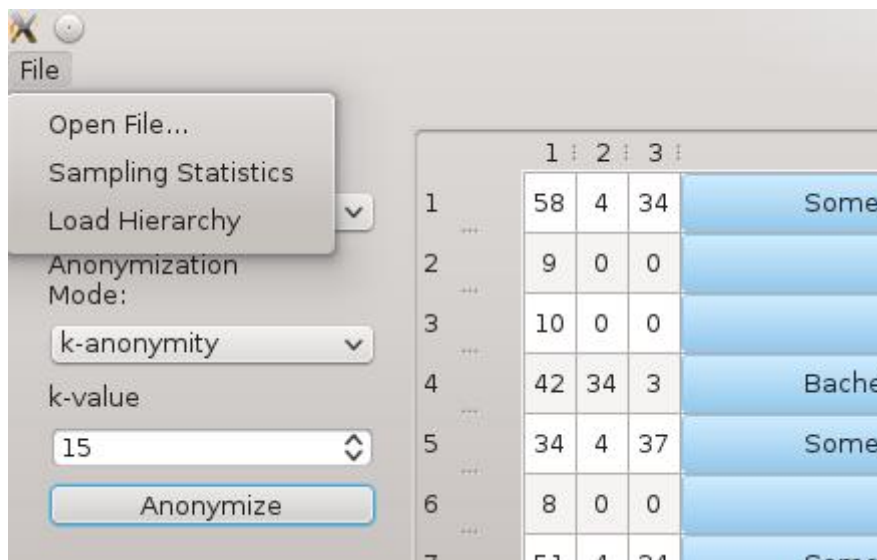 File
Open File...
Sampling Statistics
Load Hierarchy
Anonymization
Mode:
k-anonymity
k-value
15
Anonymize
1 2 3
1 ... 58 4 34 Some
2 ... 9 0 0
3 ... 10 0 0
4 ... 42 34 3 Bache
5 ... 34 4 37 Some
6 ... 8 0 0